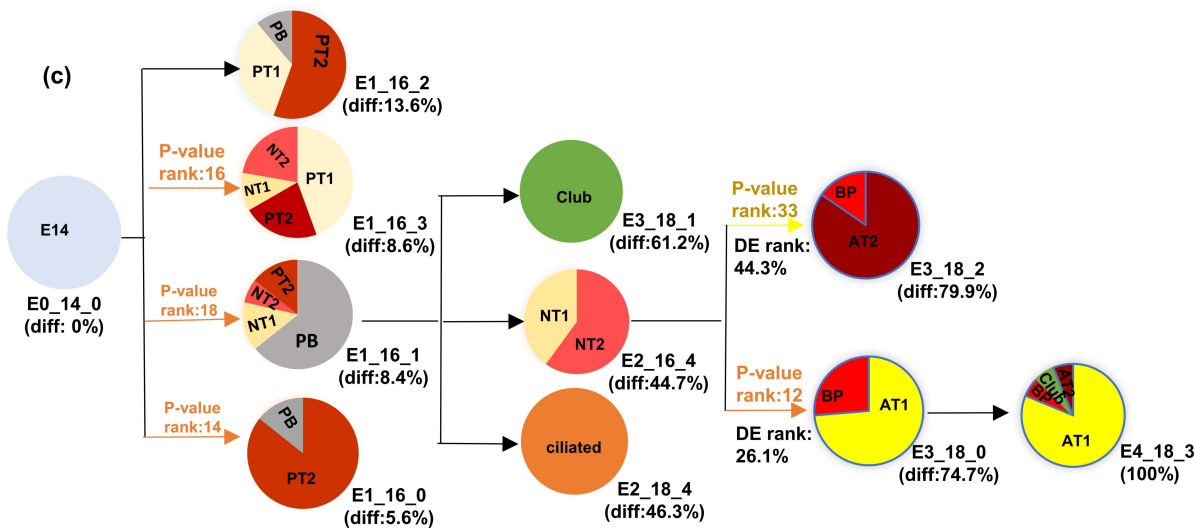 (c)
E14
E0_14_0
(diff: 0%)
PB
PT2
PT1
E1_16_2
(diff:13.6%)
P-value
rank:16
NT2
PT1
NT1
PT2
E1_16_3
(diff:8.6%)
P-value
rank:18
PT2
NT2
NT1
PB
E1_16_1
(diff:8.4%)
P-value
rank:14
PB
PT2
E1_16_0
(diff:5.6%)
Club
E3_18_1
(diff:61.2%)
NT1
NT2
E2_16_4
(diff:44.7%)
ciliated
E2_18_4
(diff:46.3%)
P-value
rank:33
DE rank:
44.3%
BP
AT2
E3_18_2
(diff:79.9%)
P-value
rank:12
DE rank:
26.1%
BP
AT1
E3_18_0
(diff:74.7%)
BP
Club
AT2
AT1
E4_18_3
(100%)